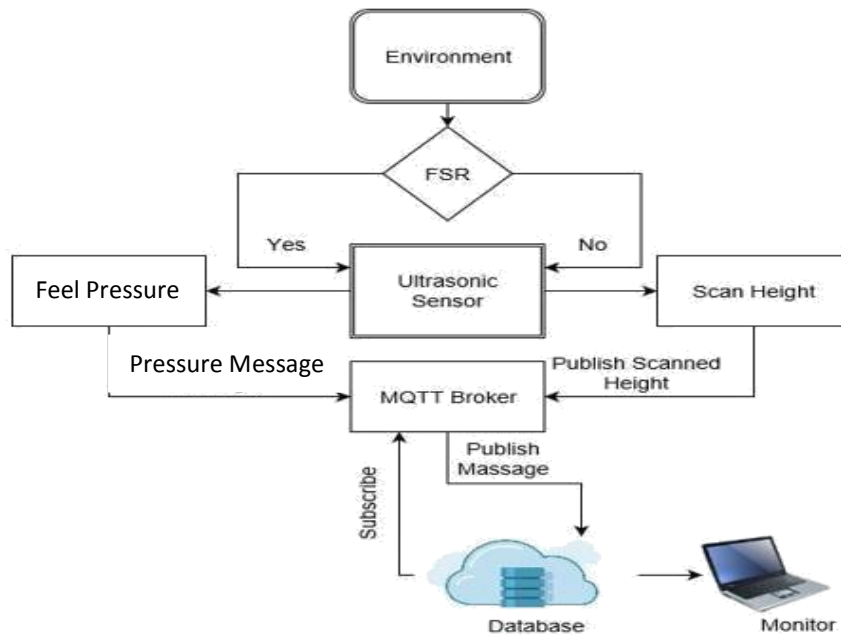 Environment
FSR
Yes
No
Ultrasonic
Sensor
Feel Pressure
Scan Height
Pressure Message
Publish Scanned
Height
MQTT Broker
Publish
Massage
Subscribe
Database
Monitor